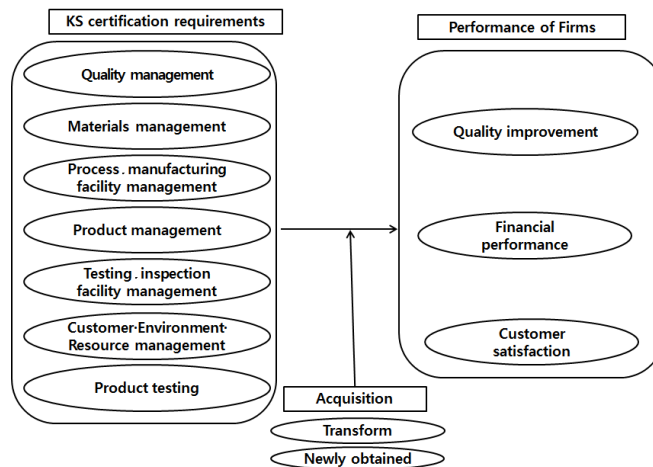 KS certification requirements
Quality management
Materials management
Process . manufacturing
facility management
Product management
Testing . inspection
facility management
Customer·Environment·
Resource management
Product testing
Performance of Firms
Quality improvement
Financial
performance
Customer
satisfaction
Acquisition
Transform
Newly obtained